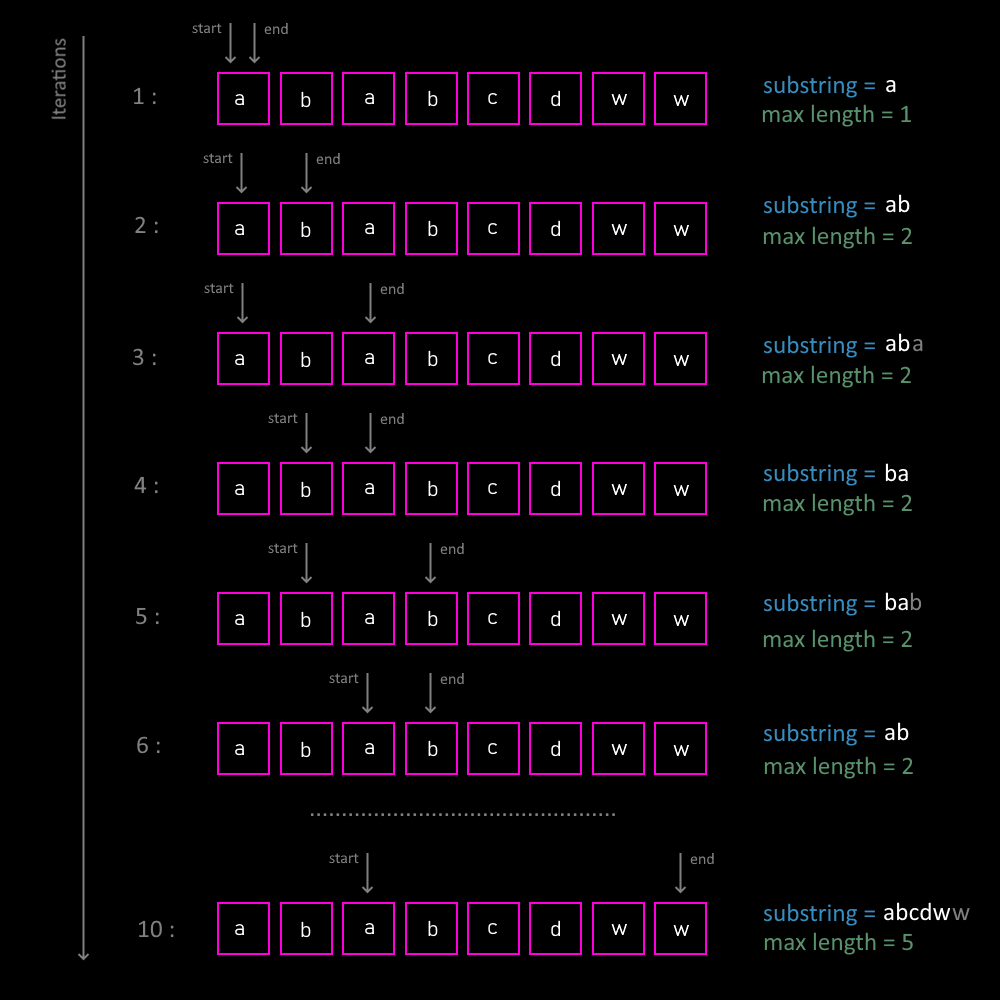 Iterations
start end
1 : a b a b c d w w
substring = a
max length = 1
start end
2 : a b a b c d w w
substring = ab
max length = 2
start end
3 : a b a b c d w w
substring = aba
max length = 2
start end
4 : a b a b c d w w
substring = ba
max length = 2
start end
5 : a b a b c d w w
substring = bab
max length = 2
start end
6 : a b a b c d w w
substring = ab
max length = 2
start end
10 : a b a b c d w w
substring = abcdww
max length = 5